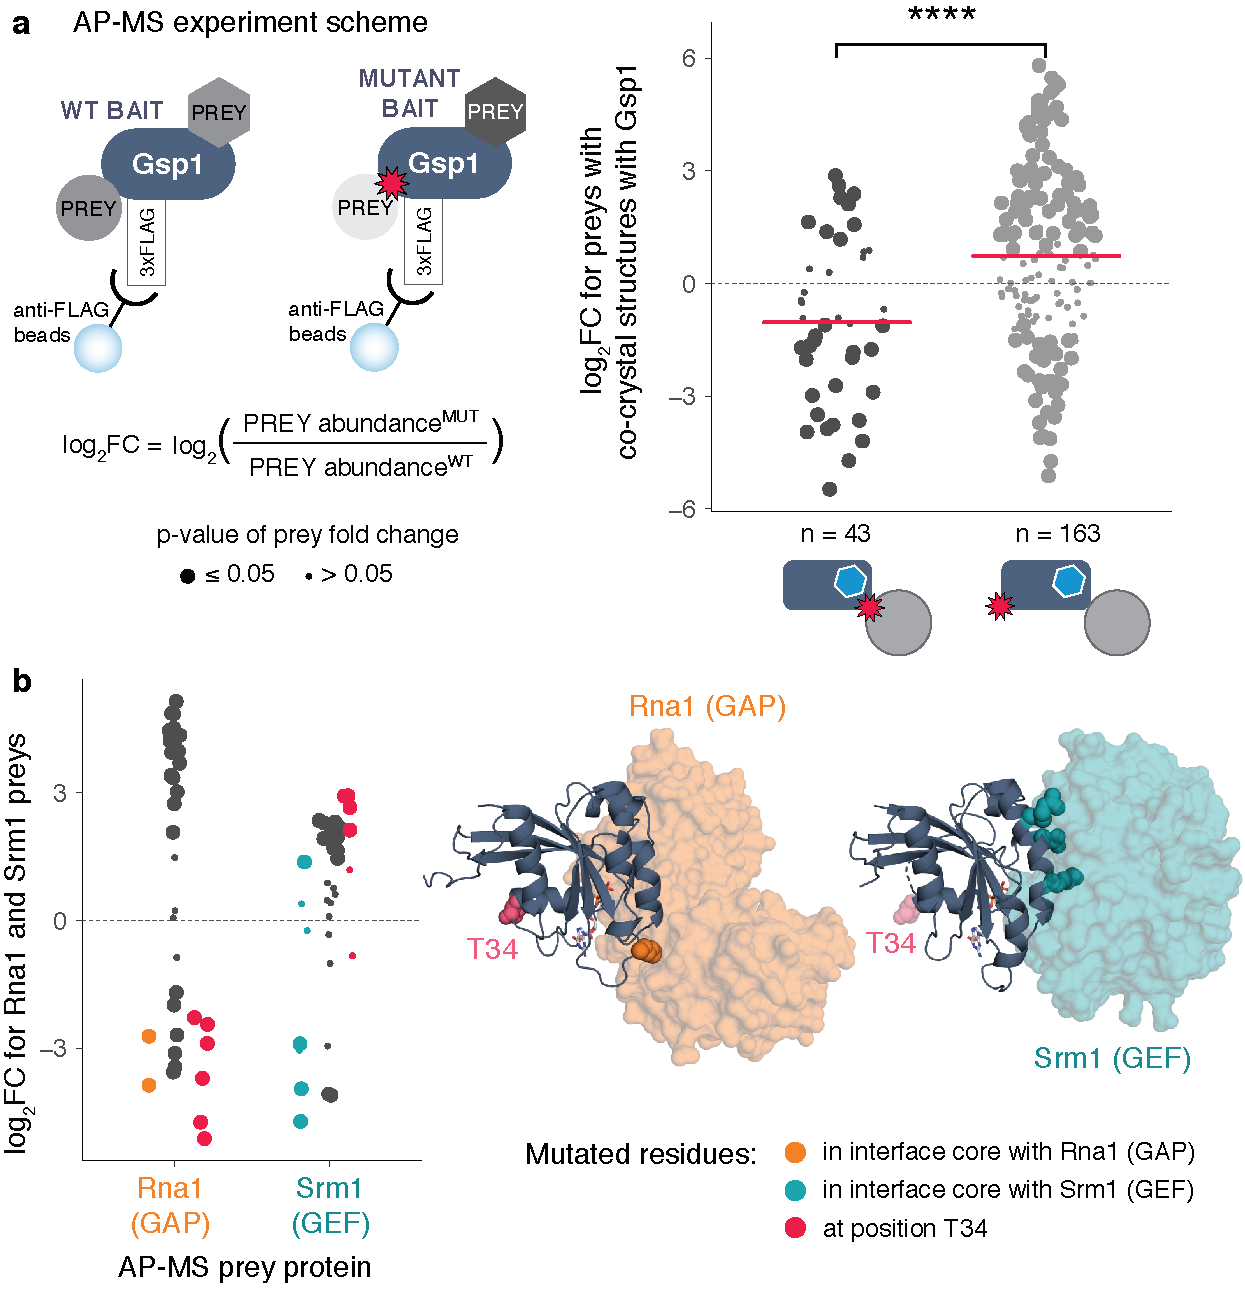 a
AP-MS experiment scheme
WT BAIT
PREY
Gsp1
PREY
3xFLAG
anti-FLAG
beads
MUTANT
BAIT
PREY
Gsp1
PREY
3xFLAG
anti-FLAG
beads
log2FC = log2(PREY abundanceMUT
PREY abundanceWT)
p-value of prey fold change
≤ 0.05 > 0.05
****
log2FC for preys with
co-crystal structures with Gsp1
6
3
0
−3
−6
n = 43 n = 163
b
log2FC for Rna1 and Srm1 preys
3
0
−3
Rna1
(GAP)
Srm1
(GEF)
AP-MS prey protein
Rna1 (GAP)
T34
T34
Srm1 (GEF)
Mutated residues:
in interface core with Rna1 (GAP)
in interface core with Srm1 (GEF)
at position T34